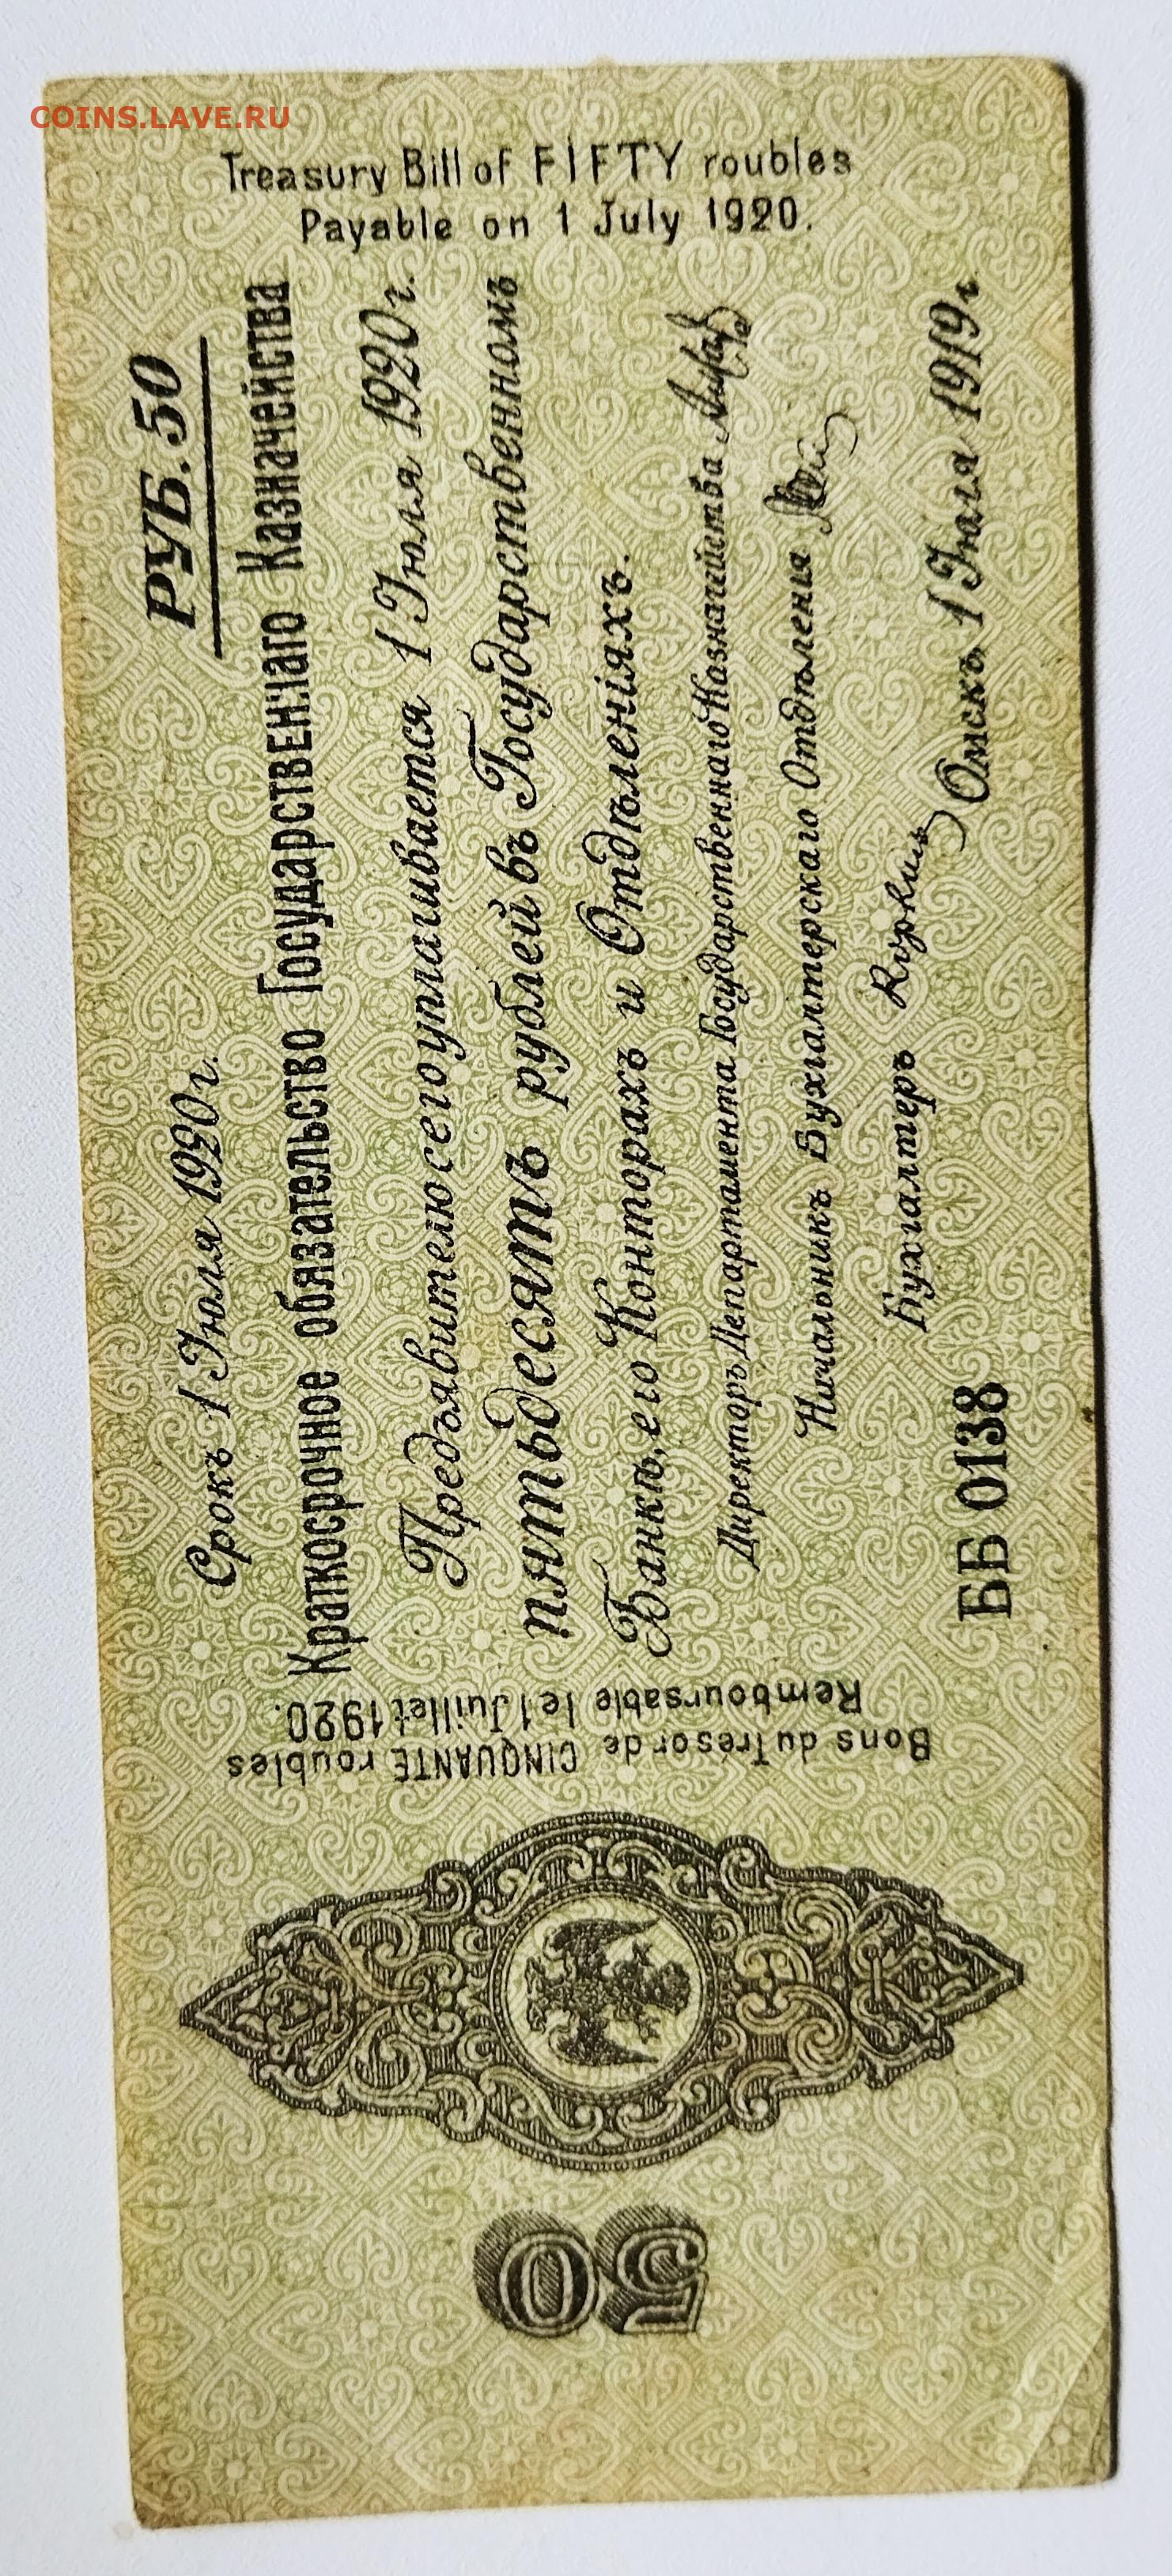 COINS.LAVE.RU
Treasury Bill of FIFTY roubles
Payable on 1 July 1920.
Срокъ 1 Іюля 1920 г.
РУБ. 50
Краткосрочное обязательство Государственнаго Казначейства
Предъявителю сего уплачивается 1 Іюля 1920 г.
пятьдесятъ рублей въ Государственномъ
Банкѣ, его Конторахъ и Отдѣленіяхъ.
Директоръ Департамента Государственнаго Казначейства
Начальникъ Бухгалтерскаго Отдѣленія
Бухгалтеръ
Омскъ, 1 Іюля 1919 г.
ББ 0138
Bons du Trésor de CINQUANTE roubles
Remboursable le 1 Juillet 1920.
50